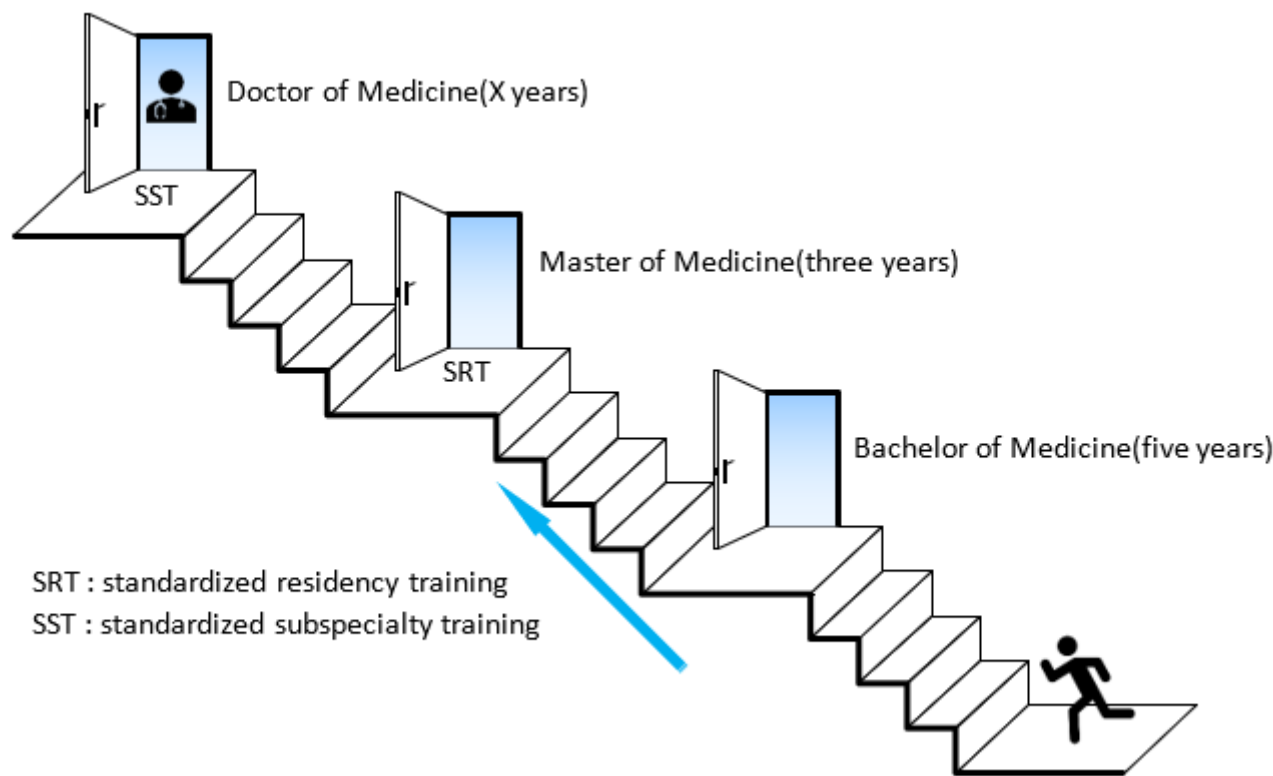 Doctor of Medicine(X years)
SST
Master of Medicine(three years)
SRT
Bachelor of Medicine(five years)
SRT : standardized residency training
SST : standardized subspecialty training